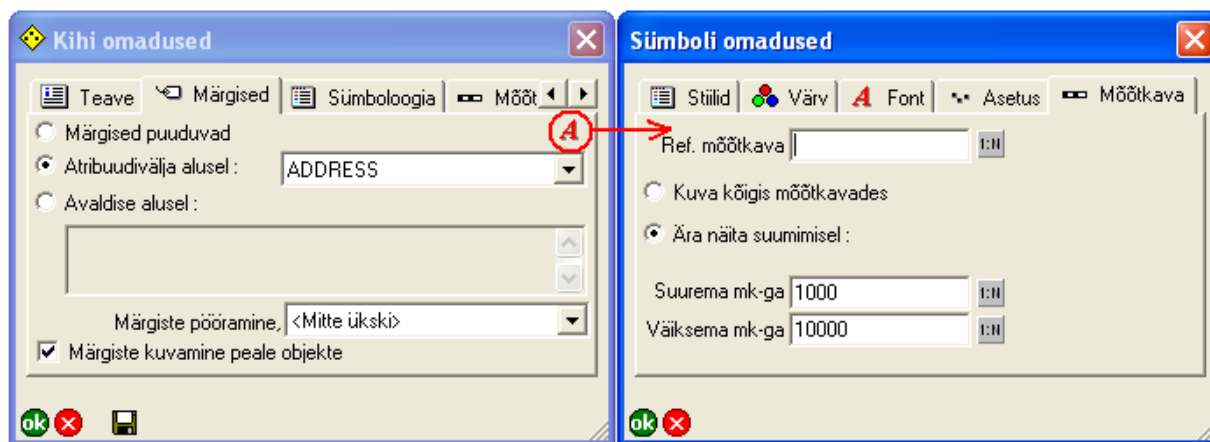 Kihi omadused
Teave Märgised Sümboloogia Mõõt
Märgised puuduvad
Atribuudivälja alusel : ADDRESS
Avaldise alusel :
Märgiste pööramine, <Mitte ükski>
Märgiste kuvamine peale objekte
ok
A
Sümboli omadused
Stiilid Värv A Font Asetus Mõõtkava
Ref. mõõtkava 1:N
Kuva kõigis mõõtkavades
Ära näita suumimisel :
Suurema mk-ga 1000 1:N
Väiksema mk-ga 10000 1:N
ok